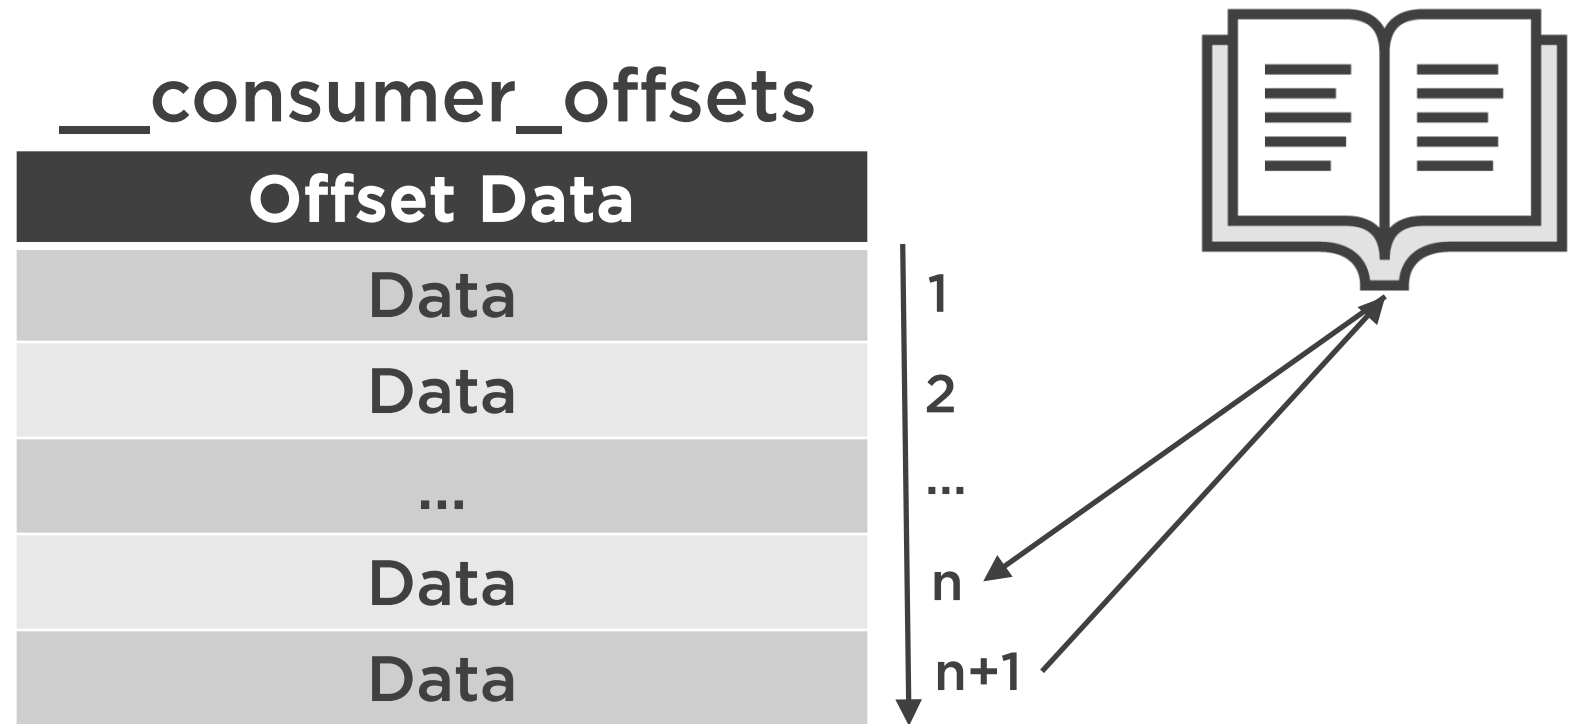 __consumer_offsets
Offset Data
Data
1
Data
2
...
...
Data
n
Data
n+1